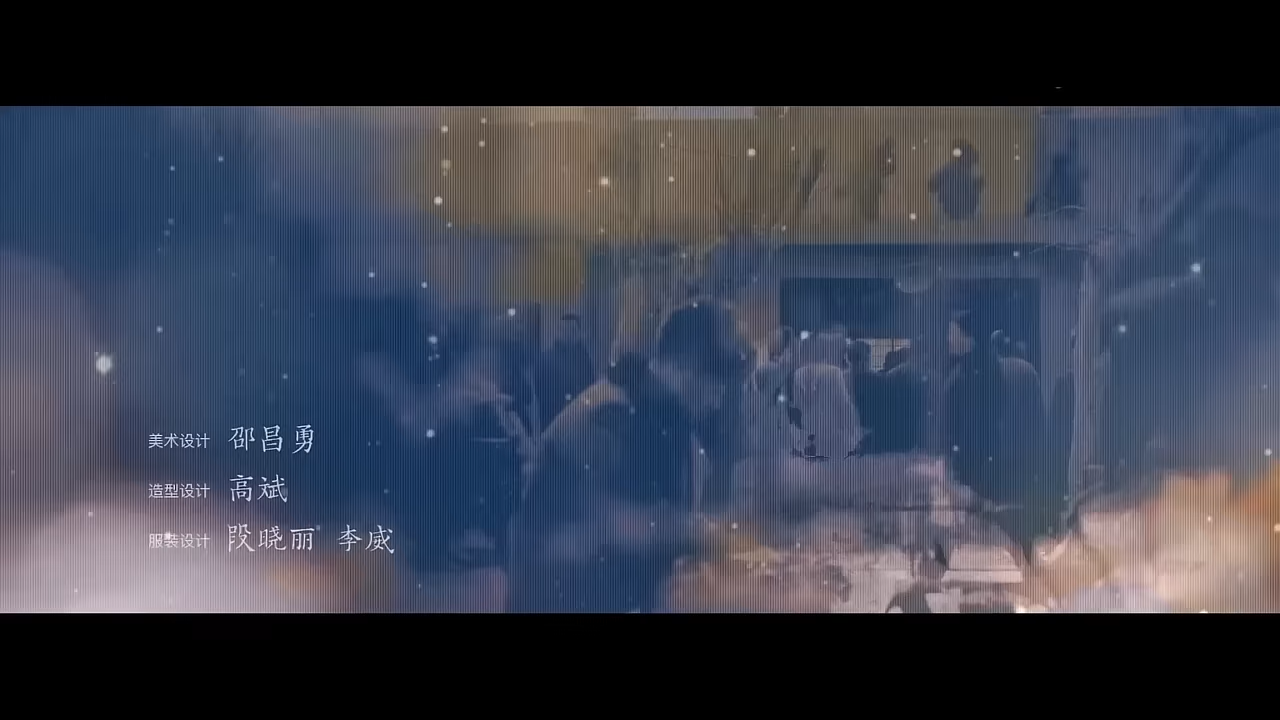 美术设计 邵昌勇
造型设计 高斌
服装设计 段晓丽 李威